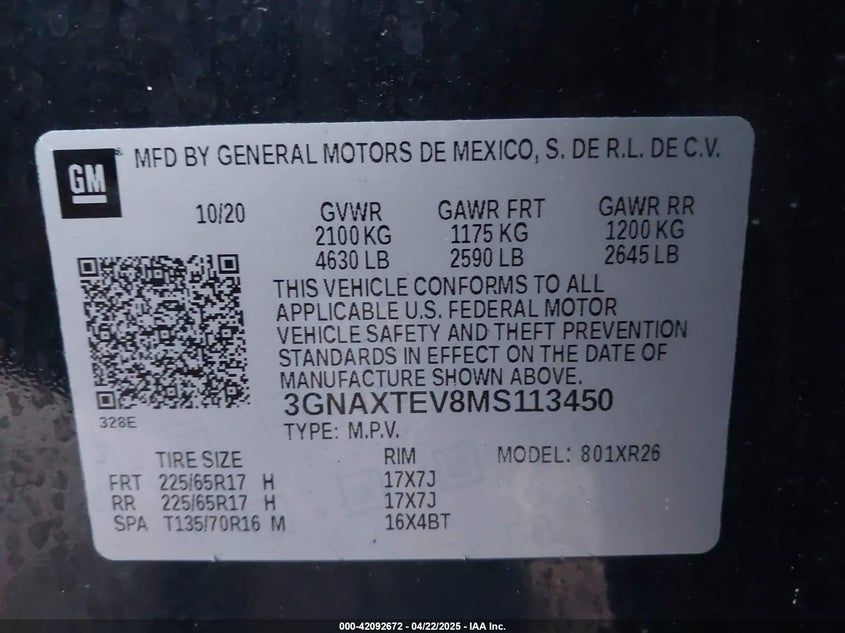 GM
MFD BY GENERAL MOTORS DE MEXICO, S. DE R.L. DE C.V.
10/20 GVWR GAWR FRT GAWR RR
2100 KG 1175 KG 1200 KG
4630 LB 2590 LB 2645 LB
THIS VEHICLE CONFORMS TO ALL
APPLICABLE U.S. FEDERAL MOTOR
VEHICLE SAFETY AND THEFT PREVENTION
STANDARDS IN EFFECT ON THE DATE OF
MANUFACTURE SHOWN ABOVE.
328E
3GNAXTEV8MS113450
TYPE: M.P.V.
TIRE SIZE RIM MODEL: 801XR26
FRT 225/65R17 H 17X7J
RR 225/65R17 H 17X7J
SPA T135/70R16 M 16X4BT
000-42092672 - 04/22/2025 - IAA Inc.